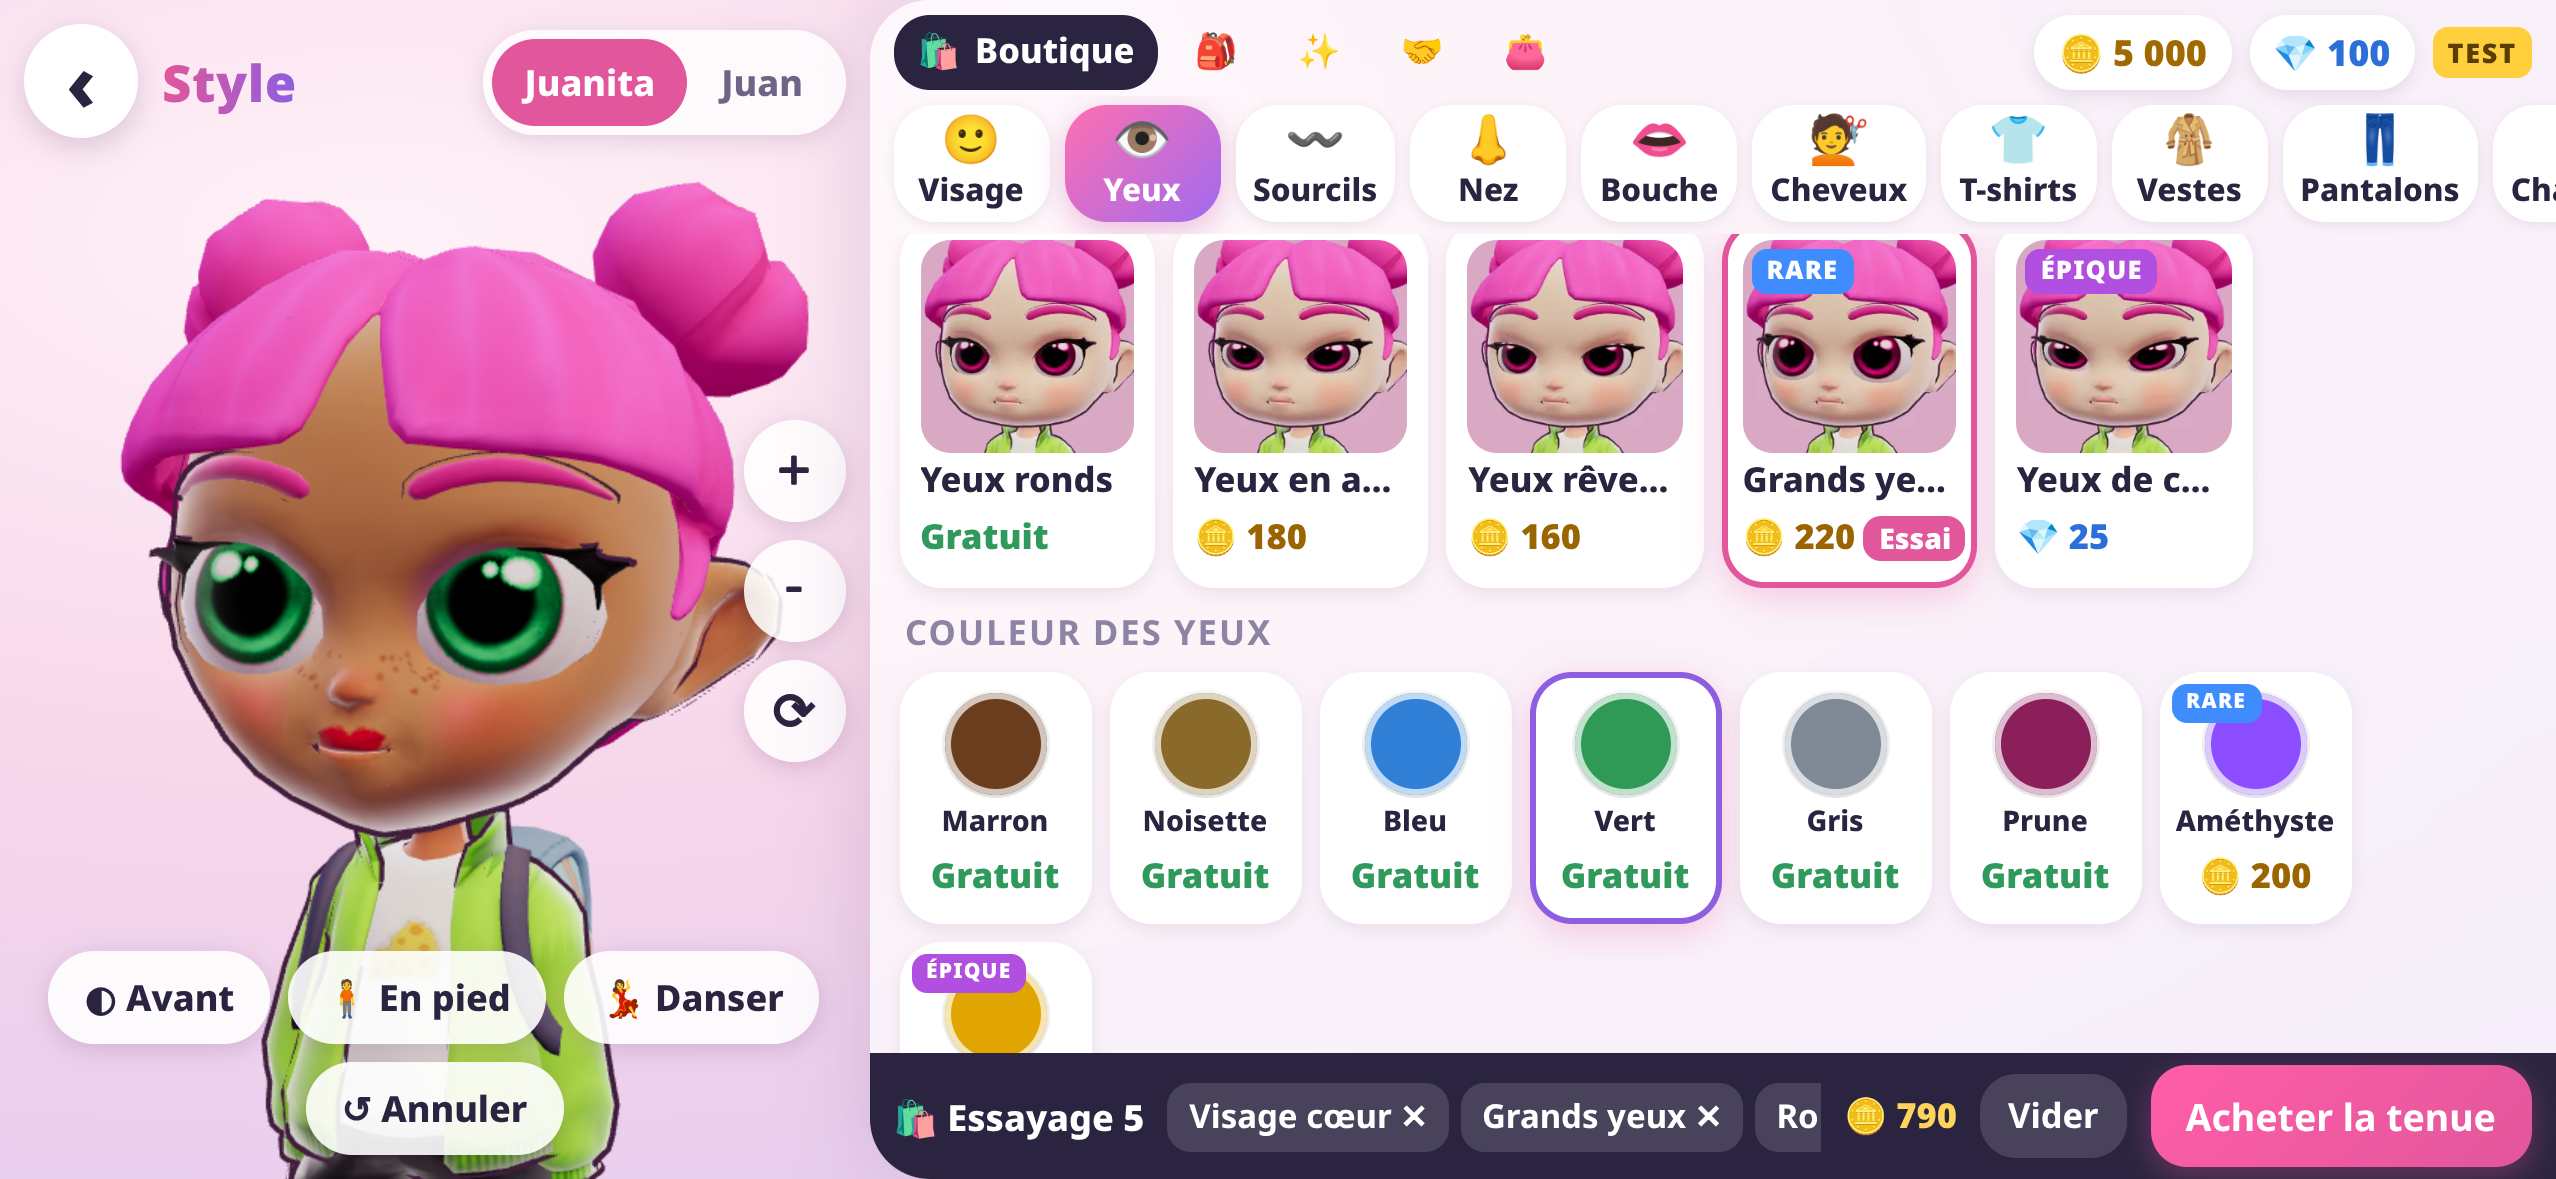 ‹ Style
Juanita Juan
Boutique
5 000
100
TEST
Visage
Yeux
Sourcils
Nez
Bouche
Cheveux
T-shirts
Vestes
Pantalons
Cha
RARE
ÉPIQUE
Yeux ronds
Yeux en a...
Yeux rêve...
Grands ye...
Yeux de c...
Gratuit
180
160
220 Essai
25
COULEUR DES YEUX
RARE
Marron
Noisette
Bleu
Vert
Gris
Prune
Améthyste
Gratuit
Gratuit
Gratuit
Gratuit
Gratuit
Gratuit
200
ÉPIQUE
+
-
⟳
Avant
En pied
Danser
↺ Annuler
Essayage 5
Visage cœur ✕
Grands yeux ✕
Ro
790
Vider
Acheter la tenue